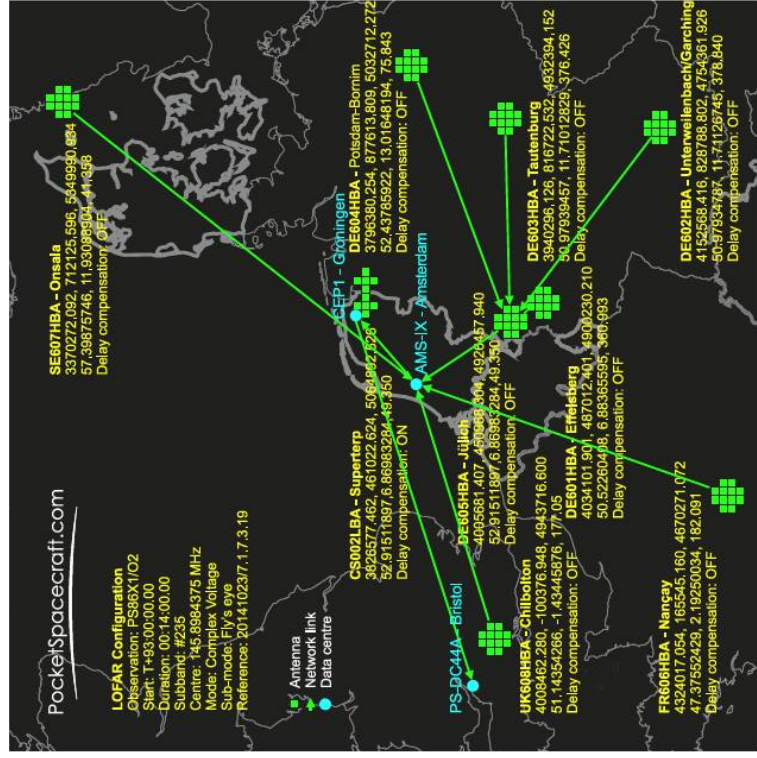 PocketSpacecraft.com
LOFAR Configuration
Observation: PS86X1/O2
Start: T+93:00:00.00
Duration: 00:14:00.00
Subband: #235
Centre: 145.8984375 MHz
Mode: Complex Voltage
Sub-mode: Fly's eye
Reference: 20141023/7.1.7.3.19
Antenna
Network link
Data centre
SE607HBA - Onsala
3370272.092, 712125.596, 5349990.934
57.39875746, 11.93089904, 41.358
Delay compensation: OFF
CEP1 - Groningen
DE604HBA - Potsdam-Bornim
3796380.254, 877613.809, 5032712.272
52.43785922, 13.01648194, 75.843
Delay compensation: OFF
AMS-IX - Amsterdam
CS002LBA - Superterp
3826577.462, 461022.624, 5064892.526
52.91511897,6.86983284,49.350
Delay compensation: ON
DE603HBA - Tautenburg
3940296.126, 816722.532, 4932394.152
50.97939457, 11.71012829, 376.426
Delay compensation: OFF
DE605HBA - Jülich
4005681.407, 450968.304, 4926457.940
52.91511897,6.86983284,49.350
Delay compensation: OFF
PS-DC44A - Bristol
UK608HBA - Chilbolton
4008462.280, -100376.948, 4943716.600
51.14354266, -1.43445876, 177.05
Delay compensation: OFF
DE601HBA - Effelsberg
4034101.901, 487012.401, 4900230.210
50.52260408, 6.88365595, 360.993
Delay compensation: OFF
DE602HBA - Unterweilenbach/Garching
4152568.416, 828788.802, 4754361.926
50.97934787, 11.71126745, 378.840
Delay compensation: OFF
FR606HBA - Nançay
4324017.054, 165545.160, 4670271.072
47.37552429, 2.19250034, 182.091
Delay compensation: OFF